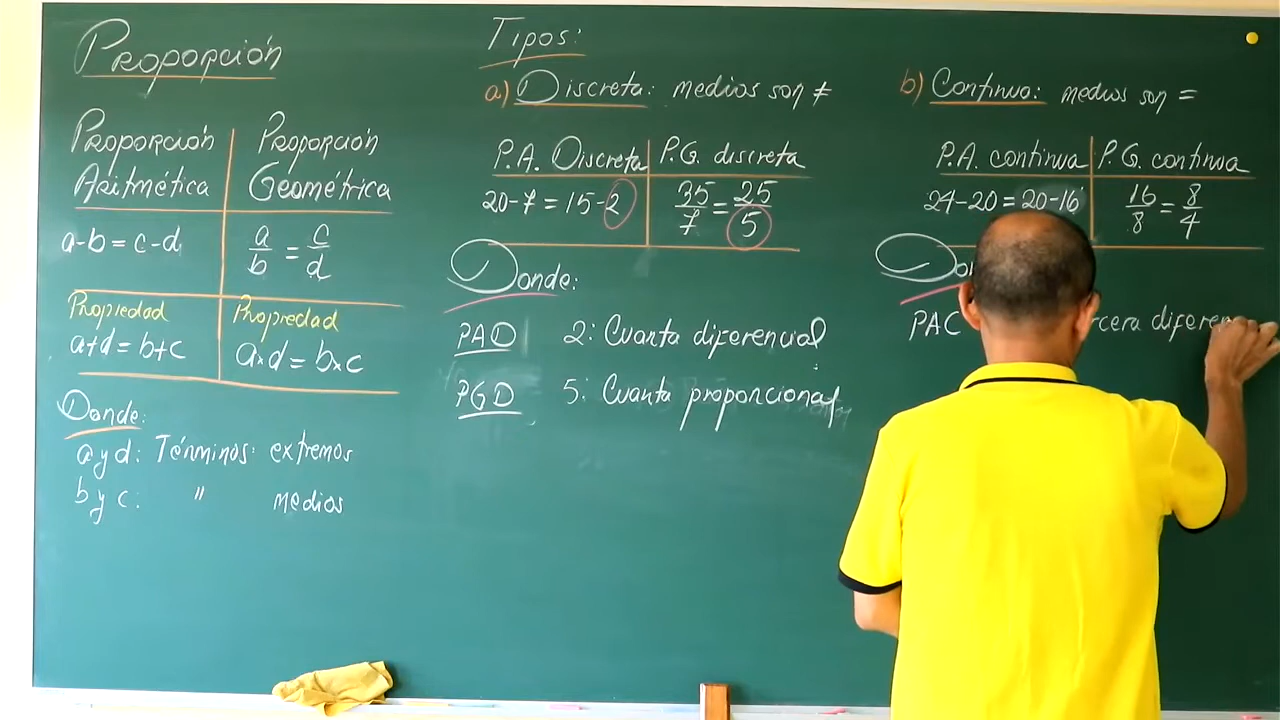 Proporción
Proporción Aritmética
Proporción Geométrica
a-b = c-d
a/b = c/d
Propiedad
a+d = b+c
Propiedad
a×d = b×c
Donde:
a y d: Términos: extremos
b y c: " medios
Tipos:
a) Discreta: medios son ≠
P.A. Discreta
P.G. discreta
20-7 = 15-2
35/7 = 25/5
Donde:
PAD 2: Cuarta diferencial
PGD 5: Cuarta proporcional
b) Continua: medios son =
P.A. continua
P.G. continua
24-20 = 20-16
16/8 = 8/4
PAC